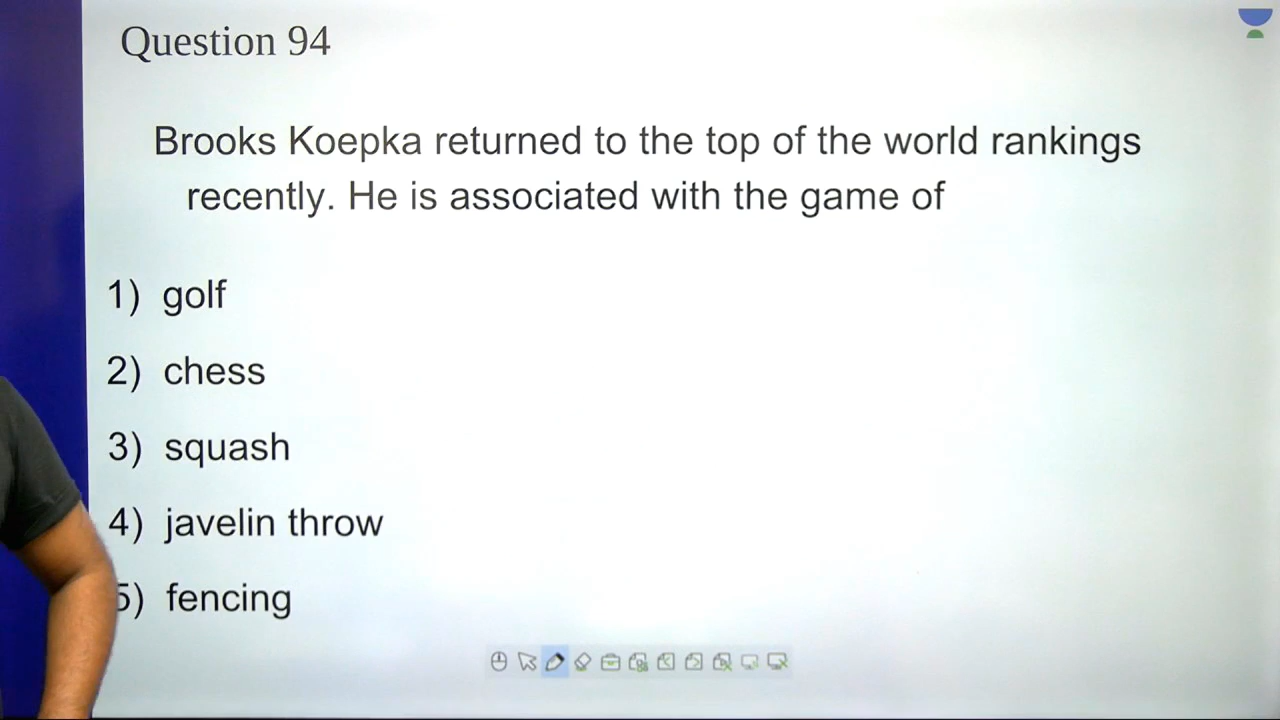 Question 94
Brooks Koepka returned to the top of the world rankings
recently. He is associated with the game of
1) golf
2) chess
3) squash
4) javelin throw
5) fencing